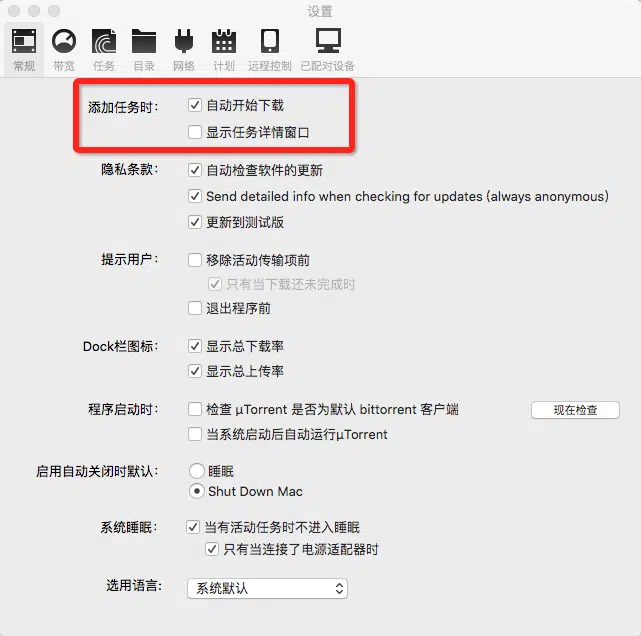 设置
常规 带宽 任务 目录 网络 计划 远程控制 已配对设备
添加任务时: 自动开始下载
显示任务详情窗口
隐私条款: 自动检查软件的更新
Send detailed info when checking for updates (always anonymous)
更新到测试版
提示用户: 移除活动传输项前
只有当下载还未完成时
退出程序前
Dock栏图标: 显示总下载率
显示总上传率
程序启动时: 检查 µTorrent 是否为默认 bittorrent 客户端 现在检查
当系统启动后自动运行µTorrent
启用自动关闭时默认: 睡眠
Shut Down Mac
系统睡眠: 当有活动任务时不进入睡眠
只有当连接了电源适配器时
选用语言: 系统默认